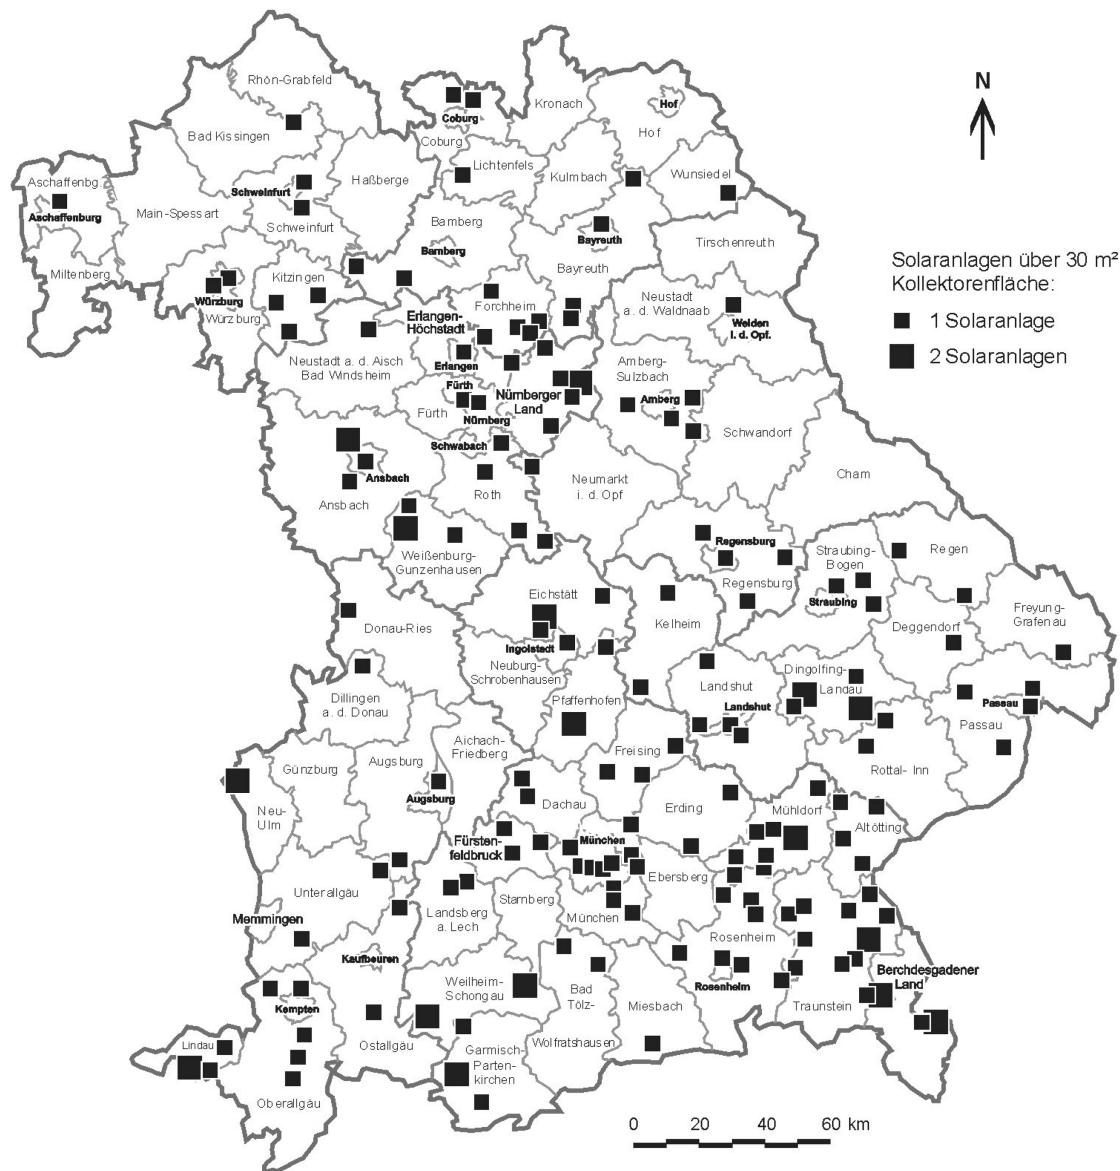 Rhön-Grabfeld
Bad Kissingen
Coburg
Coburg
Kronach
Hof
Hof
N
Aschaffenbg.
Aschaffenburg
Main-Spessart
Schweinfurt
Schweinfurt
Haßberge
Lichtenfels
Kulmbach
Wunsiedel
Miltenberg
Bamberg
Bamberg
Bayreuth
Bayreuth
Tirschenreuth
Solaranlagen über 30 m²
Kollektorenfläche:
1 Solaranlage
2 Solaranlagen
Würzburg
Würzburg
Kitzingen
Forchheim
Neustadt
a. d. Waldnaab
Weiden
i. d. Opf.
Erlangen-
Höchstadt
Erlangen
Neustadt a. d. Aisch
Bad Windsheim
Fürth
Fürth
Nürnberg
Nürnberger
Land
Amberg-
Sulzbach
Amberg
Schwabach
Schwandorf
Cham
Ansbach
Ansbach
Roth
Neumarkt
i. d. Opf
Weißenburg-
Gunzenhausen
Regensburg
Regensburg
Straubing-
Bogen
Straubing
Regen
Freyung-
Grafenau
Deggendorf
Eichstätt
Ingolstadt
Kelheim
Donau-Ries
Neuburg-
Schrobenhausen
Dillingen
a. d. Donau
Pfaffenhofen
Landshut
Landshut
Dingolfing-
Landau
Passau
Passau
Rottal- Inn
Aichach-
Friedberg
Freising
Günzburg
Augsburg
Augsburg
Neu-
Ulm
Dachau
Erding
Mühldorf
Altötting
Fürsten-
feldbruck
München
München
Ebersberg
Unterallgäu
Landsberg
a. Lech
Starnberg
Memmingen
Kaufbeuren
Rosenheim
Rosenheim
Weilheim-
Schongau
Bad
Tölz-
Wolfratshausen
Miesbach
Traunstein
Berchdesgadener
Land
Kempten
Ostallgäu
Lindau
Oberallgäu
Garmisch-
Parten-
kirchen
0 20 40 60 km